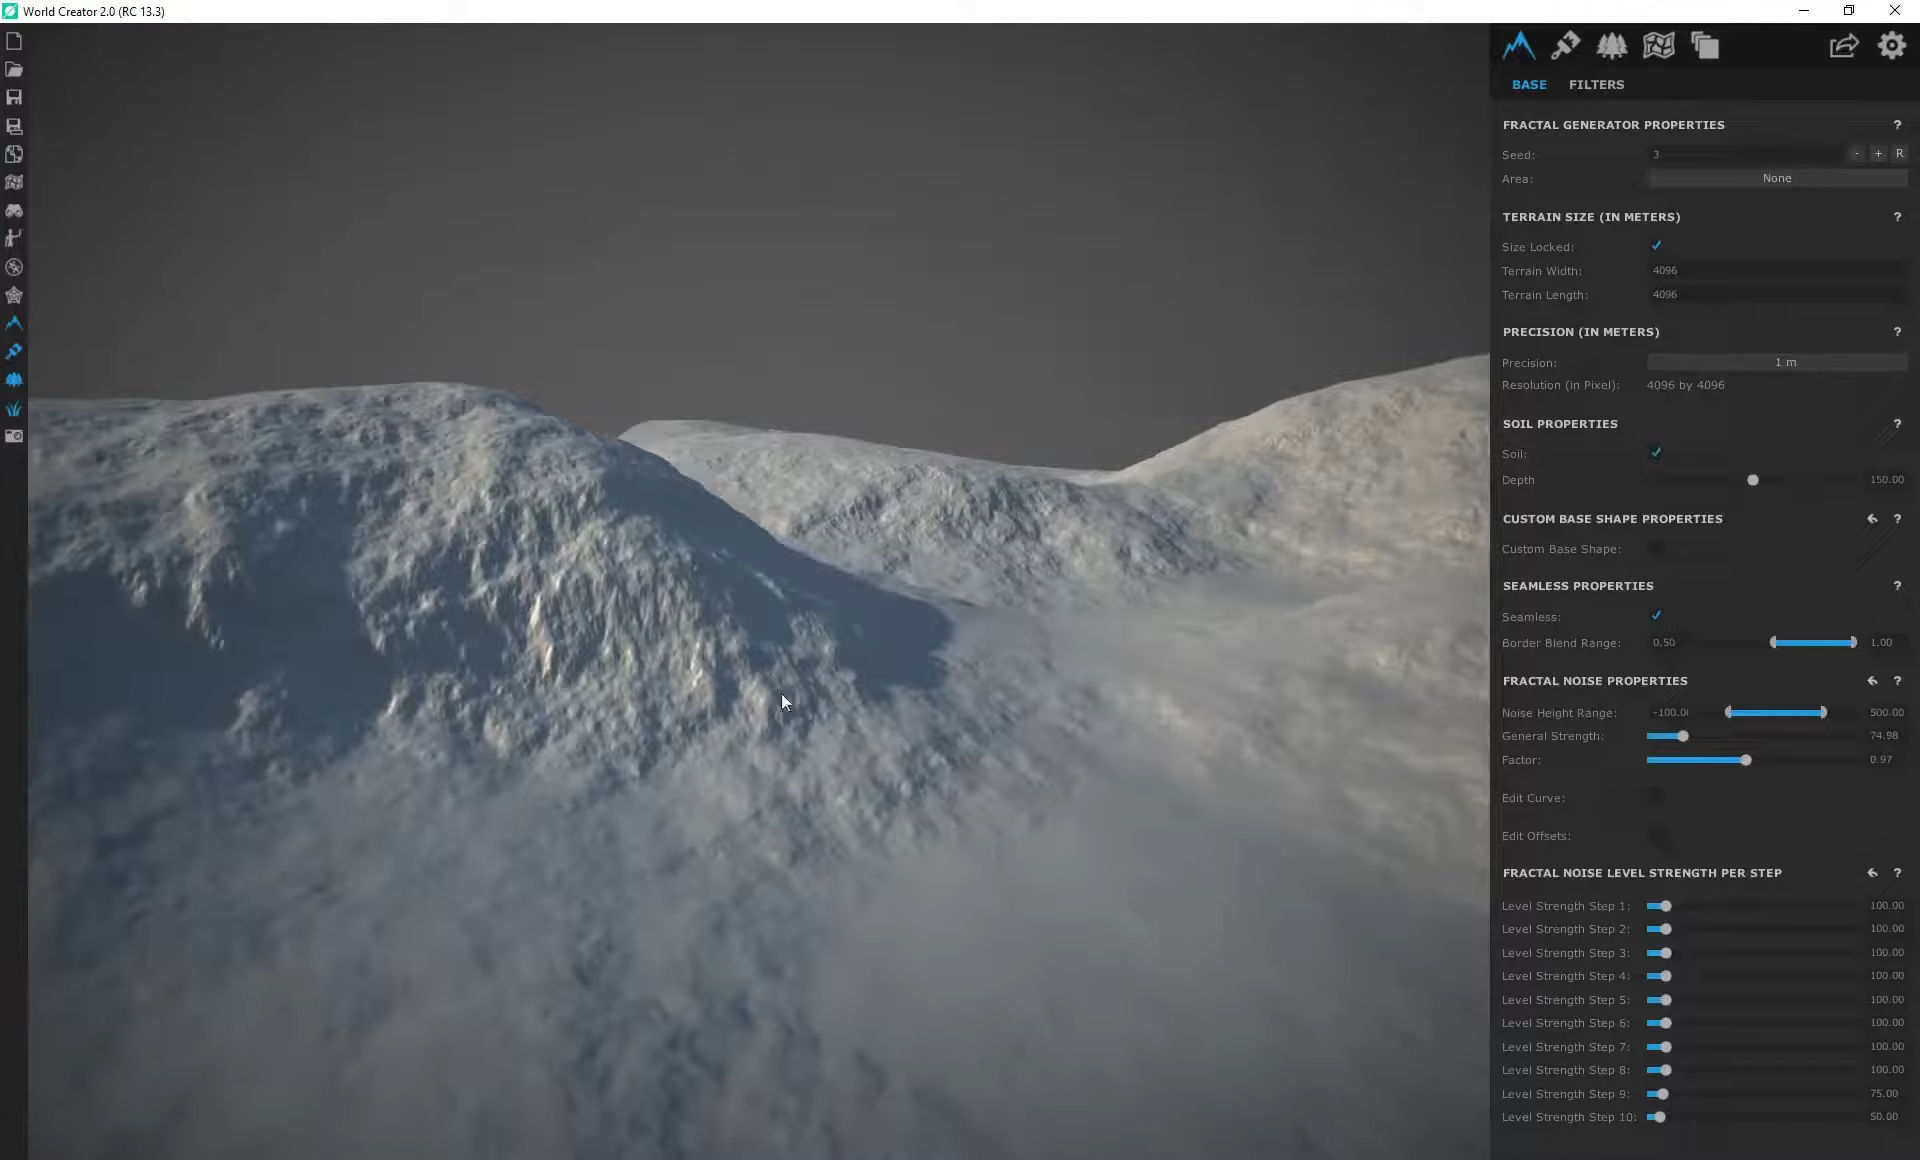 World Creator 2.0 (RC 13.3)
BASE FILTERS
FRACTAL GENERATOR PROPERTIES ?
Seed: 3 - + R
Area: None
TERRAIN SIZE (IN METERS) ?
Size Locked:
Terrain Width: 4096
Terrain Length: 4096
PRECISION (IN METERS) ?
Precision: 1 m
Resolution (in Pixel): 4096 by 4096
SOIL PROPERTIES ?
Soil:
Depth 150.00
CUSTOM BASE SHAPE PROPERTIES ?
Custom Base Shape:
SEAMLESS PROPERTIES ?
Seamless:
Border Blend Range: 0.50 1.00
FRACTAL NOISE PROPERTIES ?
Noise Height Range: -100.0 500.00
General Strength: 74.98
Factor: 0.97
Edit Curve:
Edit Offsets:
FRACTAL NOISE LEVEL STRENGTH PER STEP ?
Level Strength Step 1: 100.00
Level Strength Step 2: 100.00
Level Strength Step 3: 100.00
Level Strength Step 4: 100.00
Level Strength Step 5: 100.00
Level Strength Step 6: 100.00
Level Strength Step 7: 100.00
Level Strength Step 8: 100.00
Level Strength Step 9: 75.00
Level Strength Step 10: 50.00